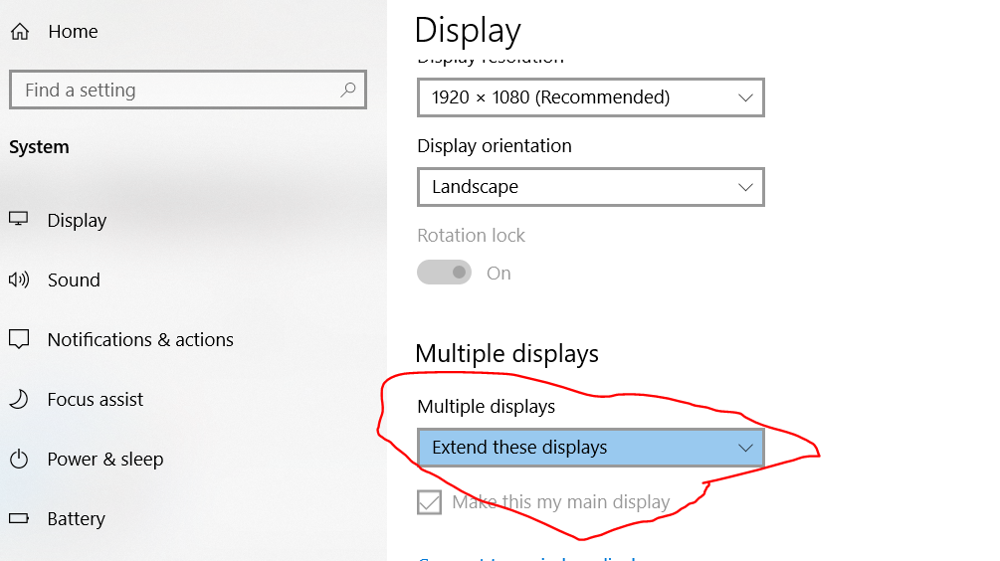 Home
Find a setting
System
Display
Sound
Notifications & actions
Focus assist
Power & sleep
Battery
Display
Display resolution
1920 × 1080 (Recommended)
Display orientation
Landscape
Rotation lock
On
Multiple displays
Multiple displays
Extend these displays
Make this my main display